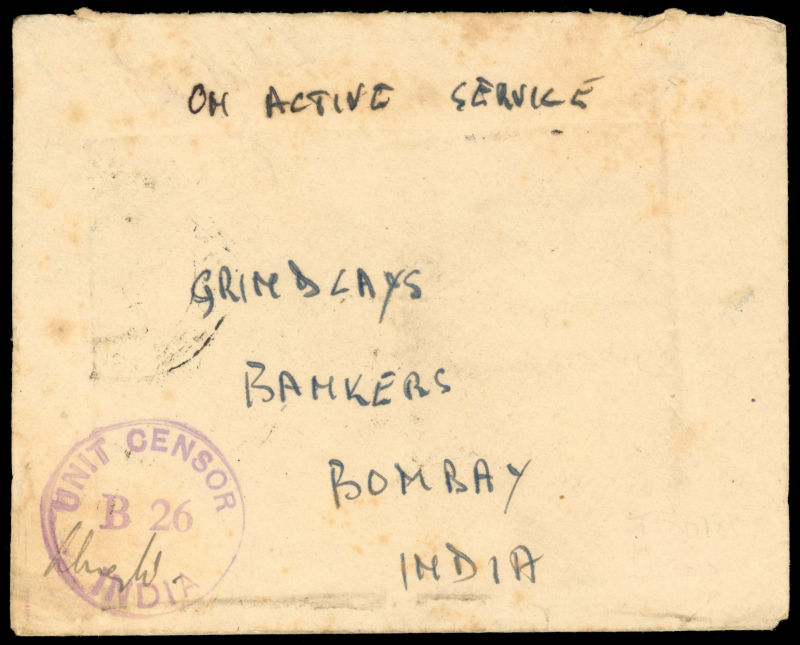 ON ACTIVE SERVICE
GRINDLAYS
BANKERS
BOMBAY
INDIA
UNIT CENSOR
B 26
INDIA